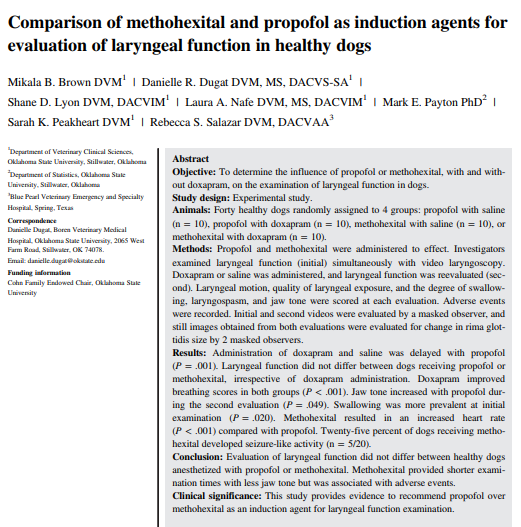 Comparison of methohexital and propofol as induction agents for
evaluation of laryngeal function in healthy dogs
Mikala B. Brown DVM1 | Danielle R. Dugat DVM, MS, DACVS-SA1 |
Shane D. Lyon DVM, DACVIM1 | Laura A. Nafe DVM, MS, DACVIM1 | Mark E. Payton PhD2 |
Sarah K. Peakheart DVM1 | Rebecca S. Salazar DVM, DACVAA3
1Department of Veterinary Clinical Sciences,
Oklahoma State University, Stillwater, Oklahoma
2Department of Statistics, Oklahoma State
University, Stillwater, Oklahoma
3Blue Pearl Veterinary Emergency and Specialty
Hospital, Spring, Texas
Correspondence
Danielle Dugat, Boren Veterinary Medical
Hospital, Oklahoma State University, 2065 West
Farm Road, Stillwater, OK 74078.
Email: danielle.dugat@okstate.edu
Funding information
Cohn Family Endowed Chair, Oklahoma State
University
Abstract
Objective: To determine the influence of propofol or methohexital, with and with-
out doxapram, on the examination of laryngeal function in dogs.
Study design: Experimental study.
Animals: Forty healthy dogs randomly assigned to 4 groups: propofol with saline
(n = 10), propofol with doxapram (n = 10), methohexital with saline (n = 10), or
methohexital with doxapram (n = 10).
Methods: Propofol and methohexital were administered to effect. Investigators
examined laryngeal function (initial) simultaneously with video laryngoscopy.
Doxapram or saline was administered, and laryngeal function was reevaluated (sec-
ond). Laryngeal motion, quality of laryngeal exposure, and the degree of swallow-
ing, laryngospasm, and jaw tone were scored at each evaluation. Adverse events
were recorded. Initial and second videos were evaluated by a masked observer, and
still images obtained from both evaluations were evaluated for change in rima glot-
tidis size by 2 masked observers.
Results: Administration of doxapram and saline was delayed with propofol
(P = .001). Laryngeal function did not differ between dogs receiving propofol or
methohexital, irrespective of doxapram administration. Doxapram improved
breathing scores in both groups (P < .001). Jaw tone increased with propofol dur-
ing the second evaluation (P = .049). Swallowing was more prevalent at initial
examination (P = .020). Methohexital resulted in an increased heart rate
(P < .001) compared with propofol. Twenty-five percent of dogs receiving metho-
hexital developed seizure-like activity (n = 5/20).
Conclusion: Evaluation of laryngeal function did not differ between healthy dogs
anesthetized with propofol or methohexital. Methohexital provided shorter exami-
nation times with less jaw tone but was associated with adverse events.
Clinical significance: This study provides evidence to recommend propofol over
methohexital as an induction agent for laryngeal function examination.